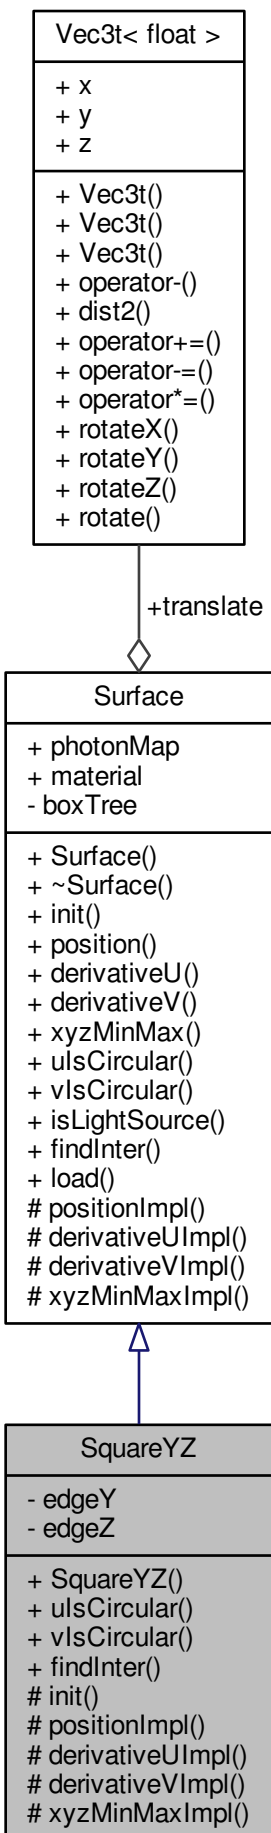 Vec3t< float >
+ x
+ y
+ z
+ Vec3t()
+ Vec3t()
+ Vec3t()
+ operator-()
+ dist2()
+ operator+=()
+ operator-=()
+ operator*=()
+ rotateX()
+ rotateY()
+ rotateZ()
+ rotate()
+translate
Surface
+ photonMap
+ material
- boxTree
+ Surface()
+ ~Surface()
+ init()
+ position()
+ derivativeU()
+ derivativeV()
+ xyzMinMax()
+ uIsCircular()
+ vIsCircular()
+ isLightSource()
+ findInter()
+ load()
# positionImpl()
# derivativeUImpl()
# derivativeVImpl()
# xyzMinMaxImpl()
SquareYZ
- edgeY
- edgeZ
+ SquareYZ()
+ uIsCircular()
+ vIsCircular()
+ findInter()
# init()
# positionImpl()
# derivativeUImpl()
# derivativeVImpl()
# xyzMinMaxImpl()